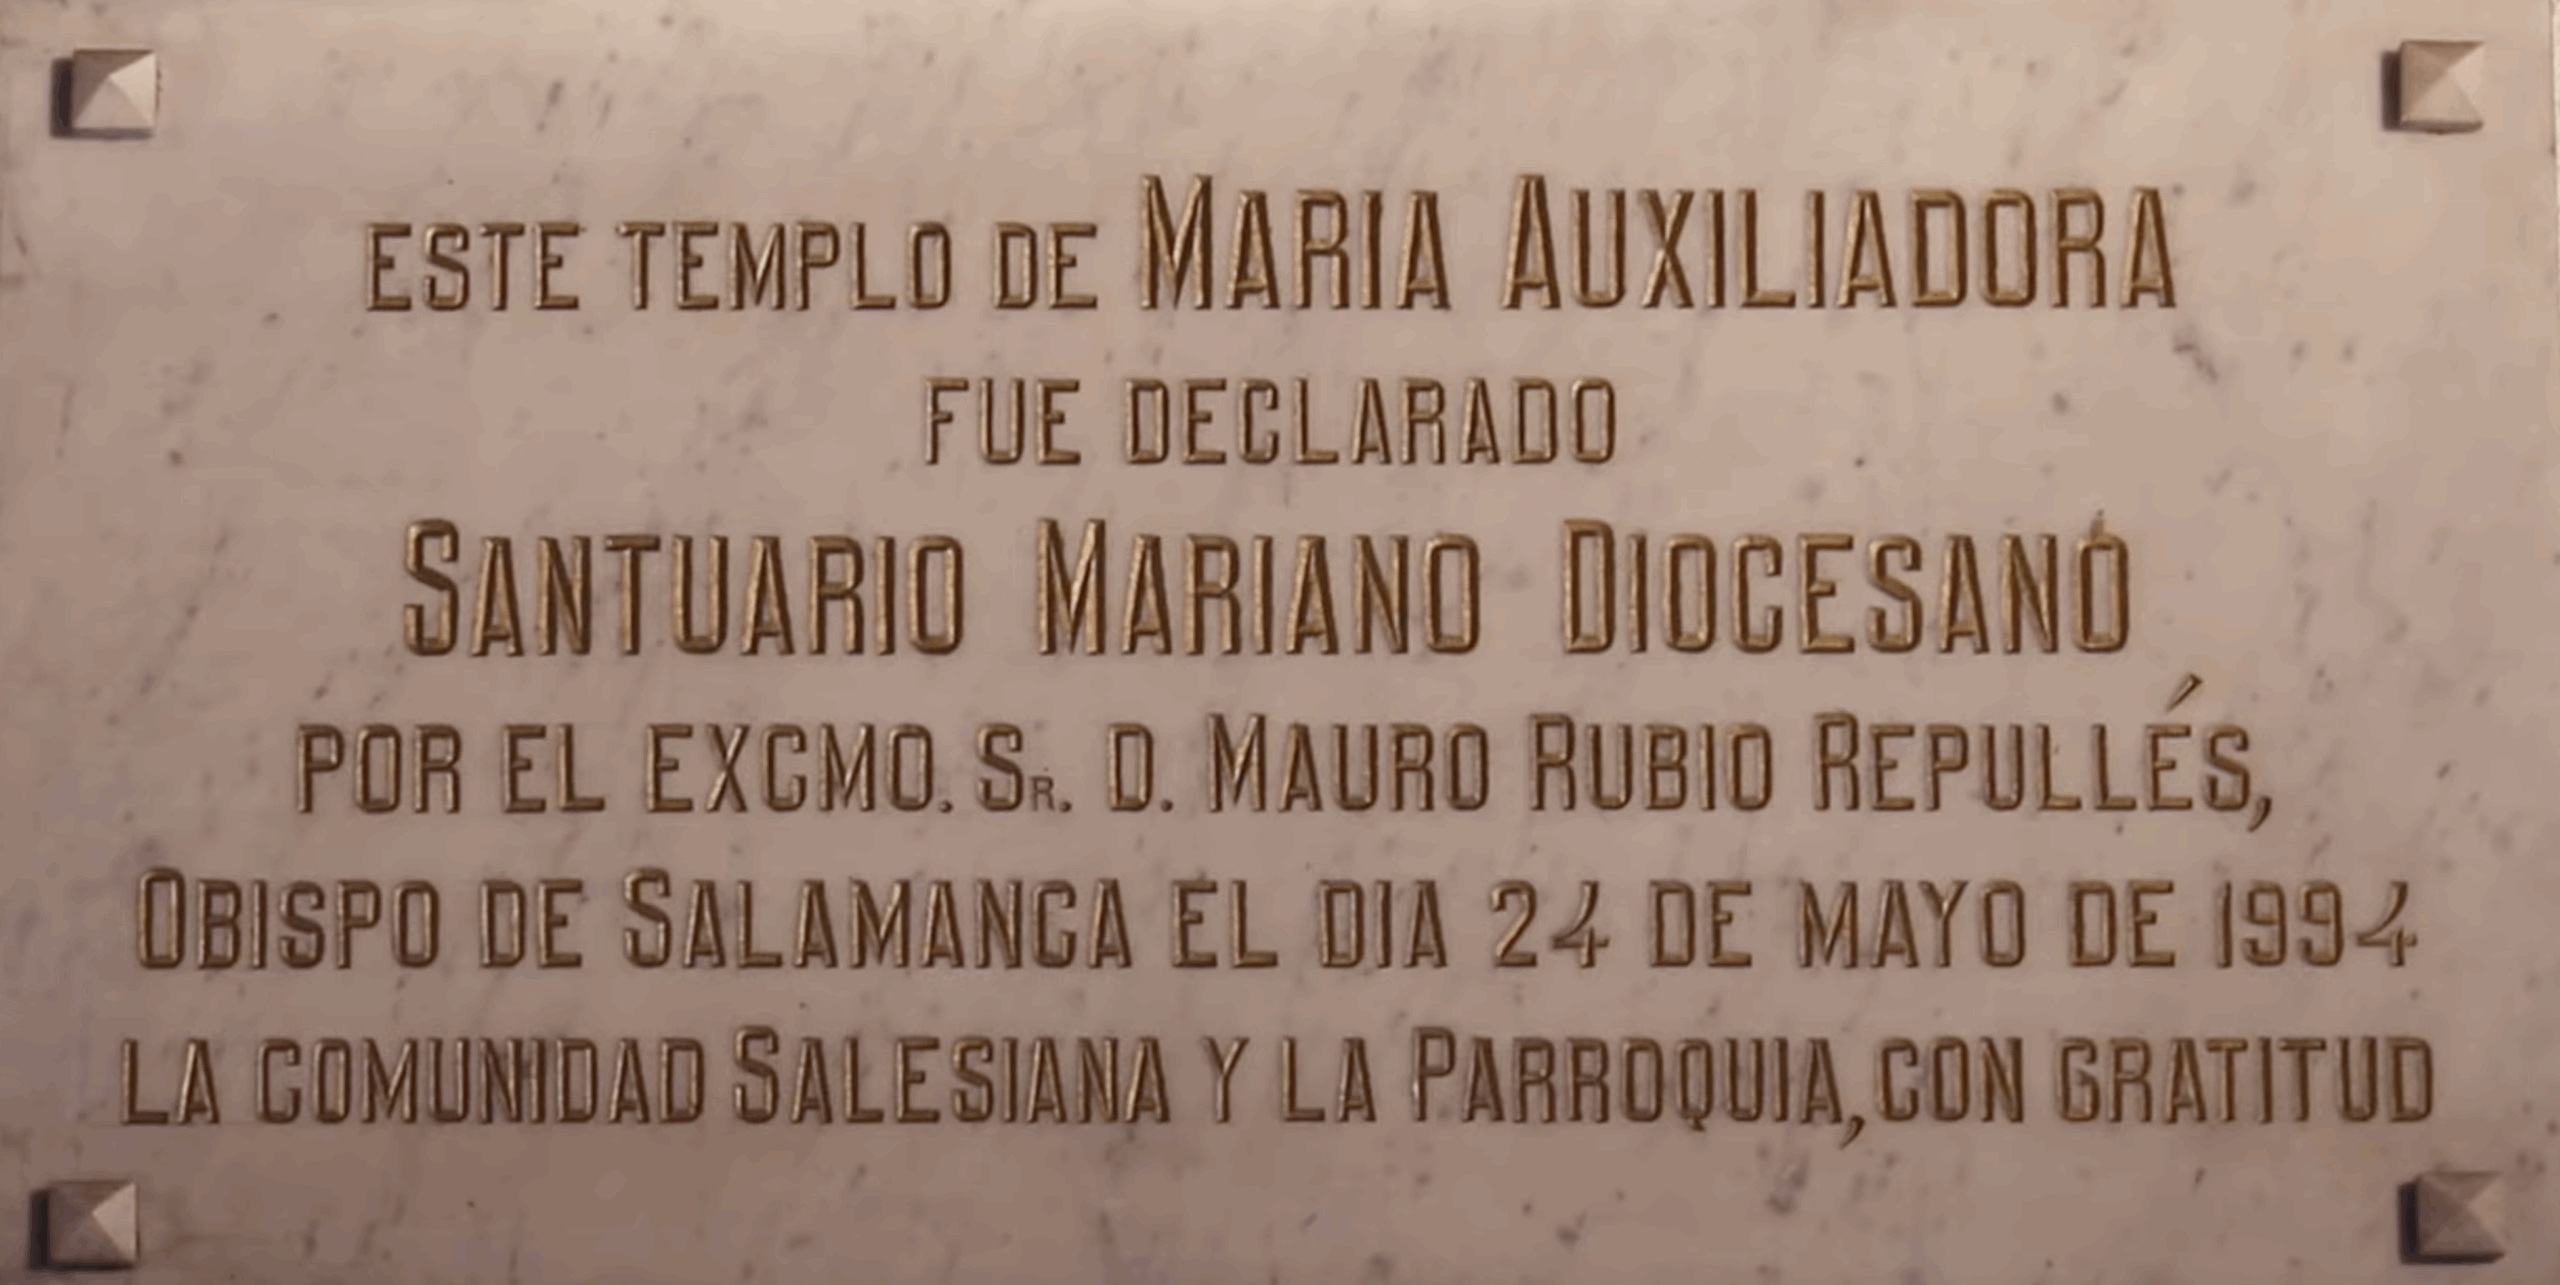 ESTE TEMPLO DE MARIA AUXILIADORA
FUE DECLARADO
SANTUARIO MARIANO DIOCESANO
POR EL EXCMO. SR. D. MAURO RUBIO REPULLÉS,
OBISPO DE SALAMANCA EL DIA 24 DE MAYO DE 1994
LA COMUNIDAD SALESIANA Y LA PARROQUIA, CON GRATITUD